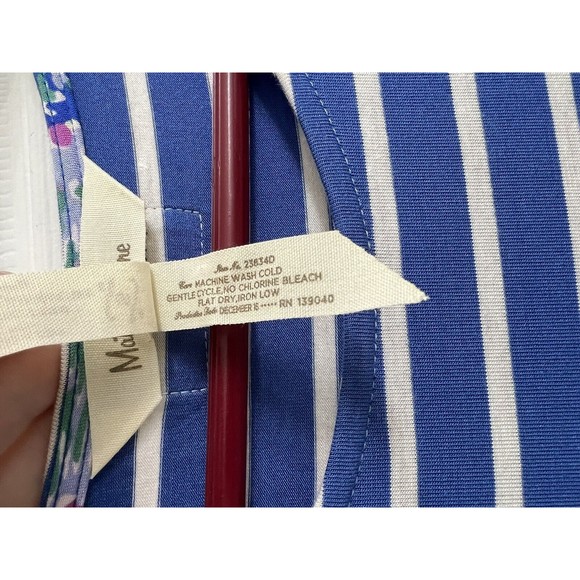 Item No. 23834D
Care MACHINE WASH COLD
GENTLE CYCLE, NO CHLORINE BLEACH
FLAT DRY, IRON LOW
Production Date DECEMBER 16 ***** RN 139040